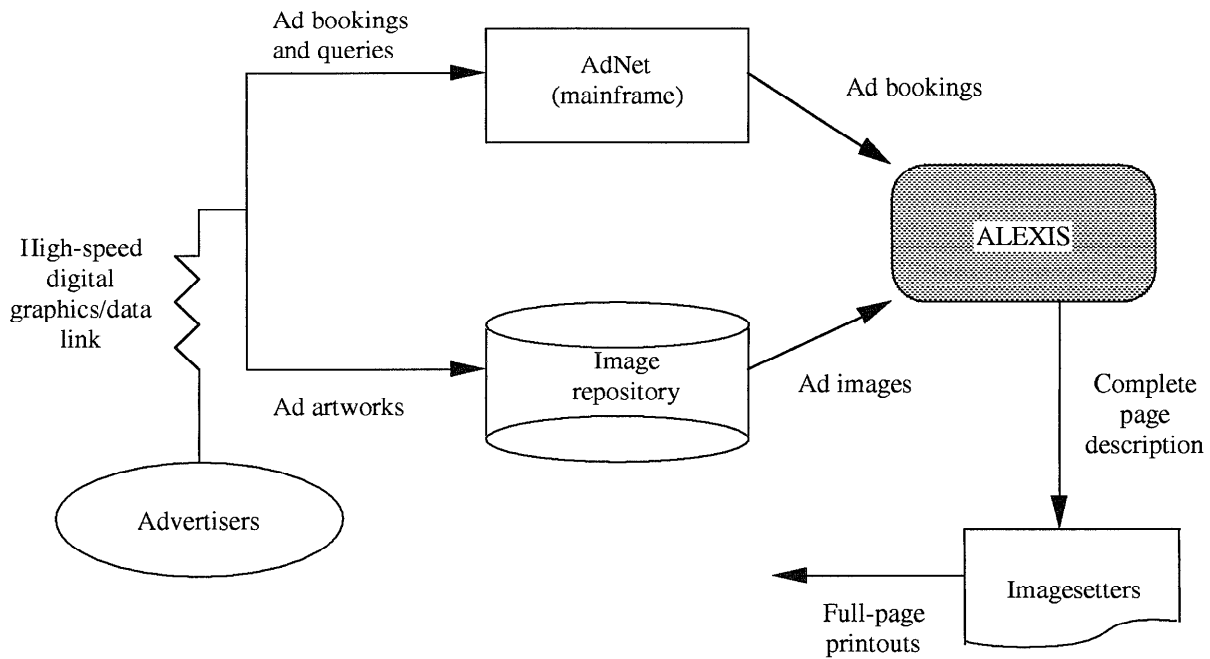 Ad bookings
and queries
AdNet
(mainframe)
Ad bookings
ALEXIS
High-speed
digital
graphics/data
link
Image
repository
Ad artworks
Ad images
Complete
page
description
Advertisers
Imagesetters
Full-page
printouts